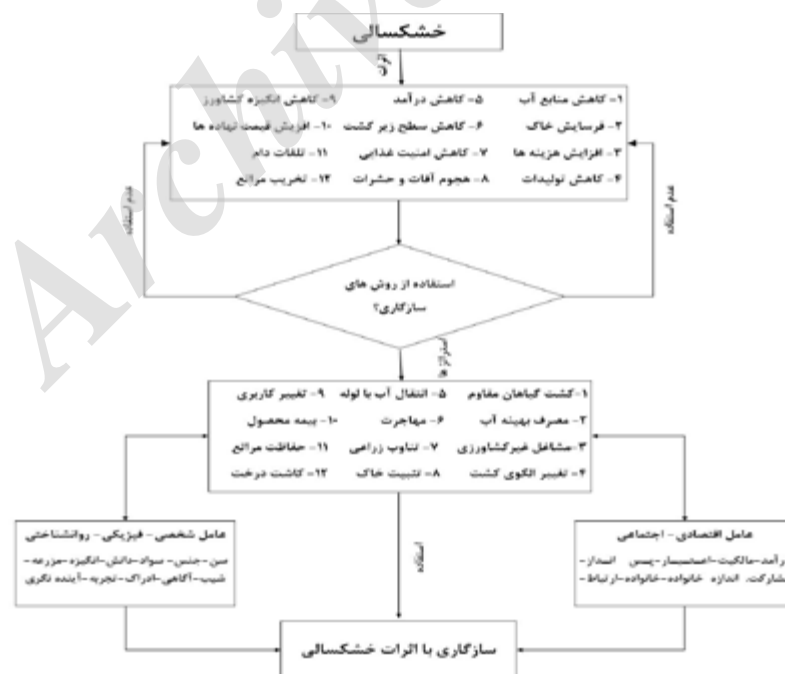 Archive
خشکسالی
اثرات
۱- کاهش منابع آب ۵- کاهش درآمد ۹- کاهش انگیزه کشاورز
۲- فرسایش خاک ۶- کاهش سطح زیر کشت ۱۰- افزیش قیمت نهاده ها
۳- افزایش هزینه ها ۷- کاهش امنیت غذایی ۱۱- تلفات دام
۴- کاهش تولیدات ۸- هجوم آفات و حشرات ۱۲- تخریب مراتع
عدم استفاده
عدم استفاده
استفاده از روش های
سازگاری؟
استراتژ ها
۱-کشت گیاهان مقاوم ۵- انتقال آب با لوله ۹- تغییر کاربری
۲- مصرف بهینه آب ۶- مهاجرت ۱۰- بیمه محصول
۳-مشاغل غیرکشاورزی ۷- تناوب زراعی ۱۱- حفاظت مراتع
۴- تغییر الگوی کشت ۸- تثبیت خاک ۱۲- کاشت درخت
عامل اقتصادی - اجتماعی
رآمد-مالکیت-اعتبار-پس انداز-
شارکت، اندازه خانواده-خانواده-ارتباط-
عامل شخصی - فیزیکی - روانشناختی
سن-جنس-سواد-دانش-انگیزه-مزرعه-
شیب-آگاهی-ادراک-تجربه-آینده نگری
استفاده
سازگاری با اثرات خشکسالی